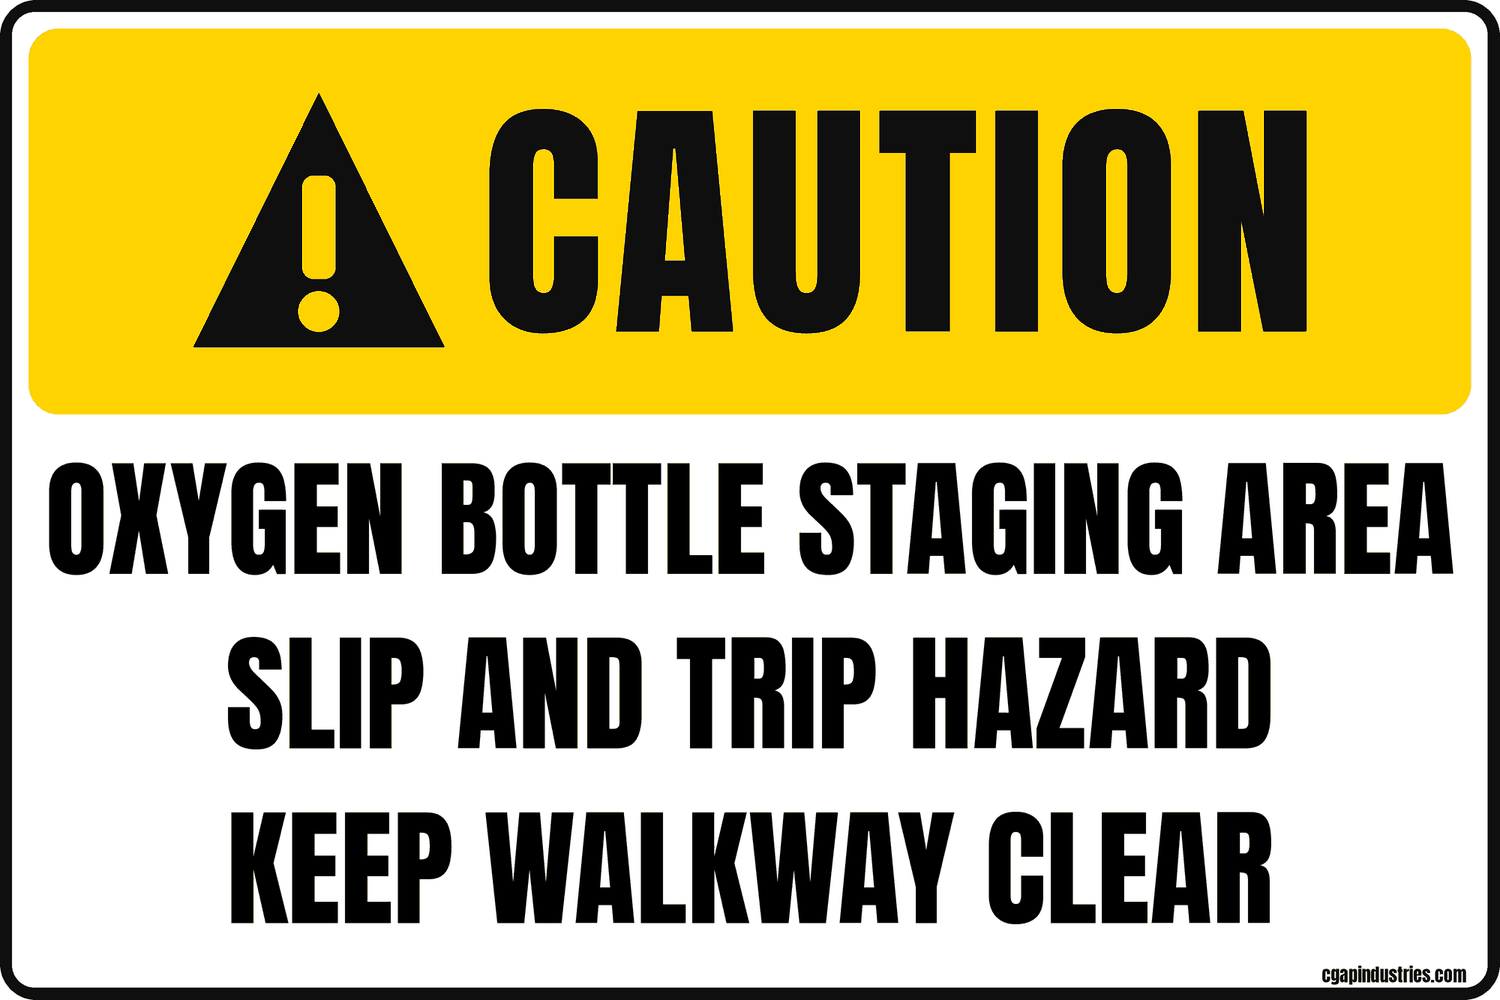 CAUTION
OXYGEN BOTTLE STAGING AREA
SLIP AND TRIP HAZARD
KEEP WALKWAY CLEAR
cgapindustries.com